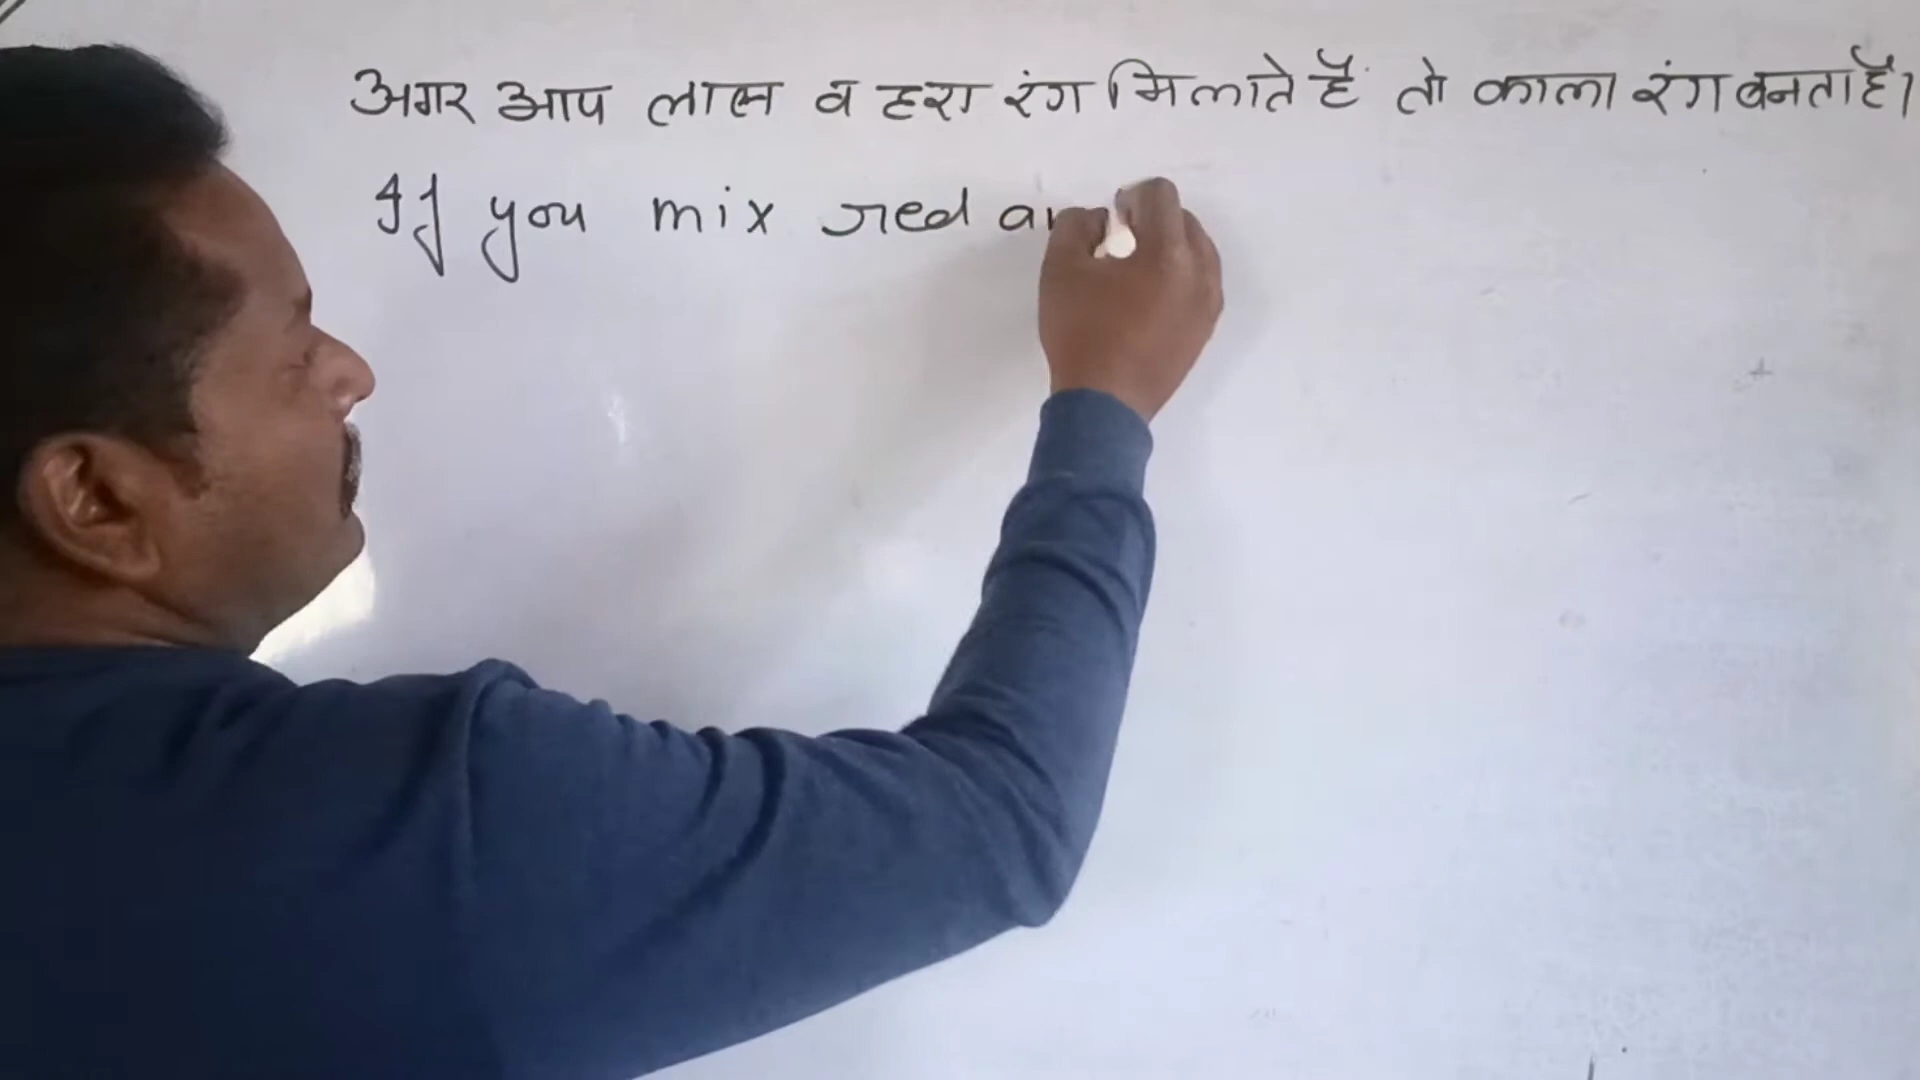 अगर आप लाल व हरा रंग मिलाते है तो काला रंग बनता है।
If you mix red an